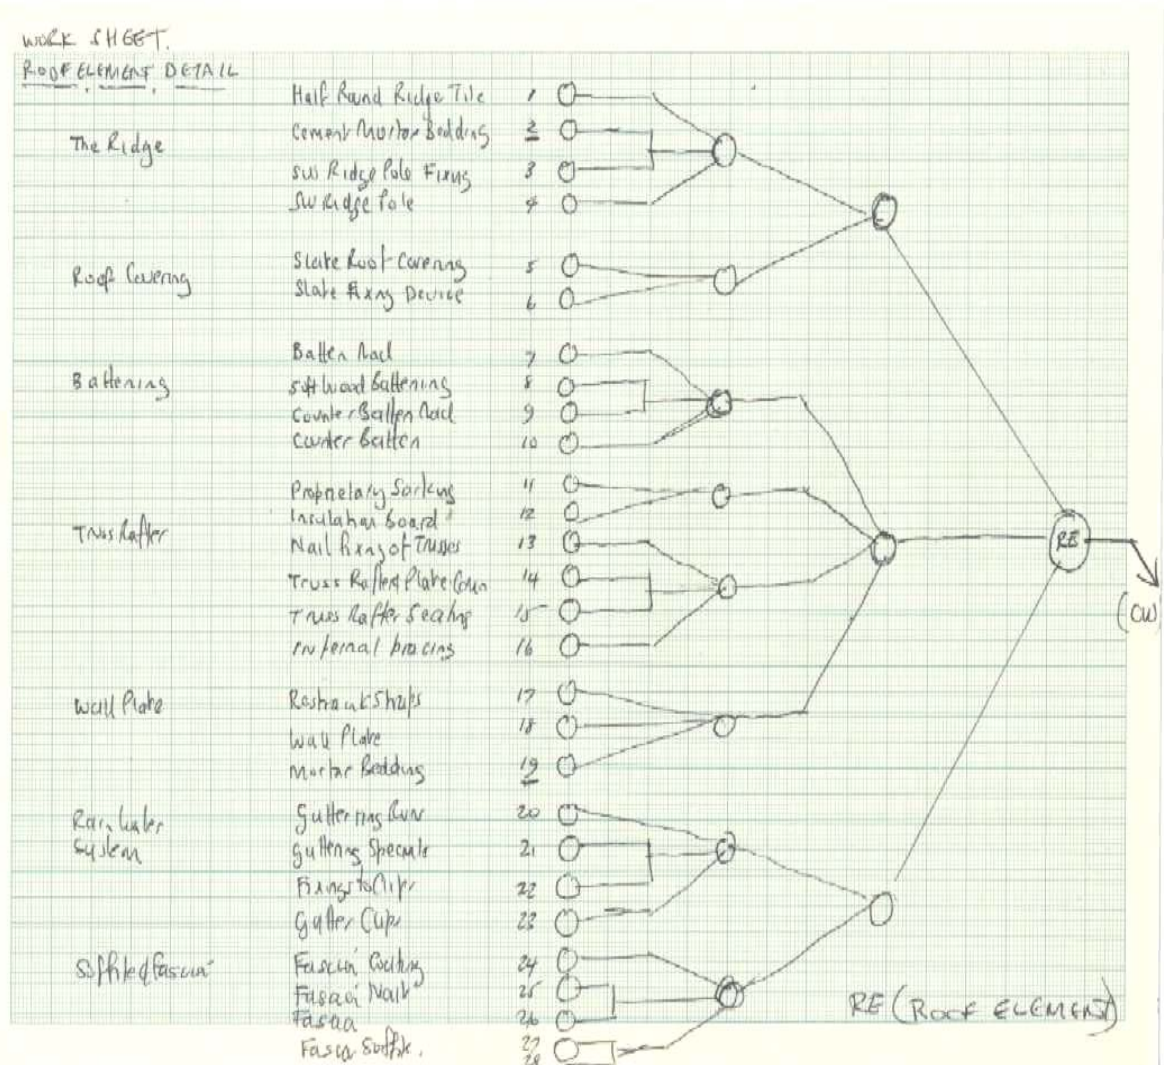 WORK SHEET.
ROOF ELEMENT DETAIL
The Ridge
Half Round Ridge Tile 1
Cement Mortar Bedding 2
SW Ridge Pole Fixing 3
SW Ridge Pole 4
Roof Covering
Slate Roof Covering 5
Slate Fixing Device 6
Battening
Batten Nail 7
Softwood Battening 8
Counter Batten Nail 9
Counter Batten 10
Truss Rafter
Proprietary Sarking 11
Insulation Board 12
Nail fixing of Trusses 13
Truss Rafter Plate 14
Truss Rafter Seating 15
Internal bracing 16
Wall Plate
Restraint Straps 17
Wall Plate 18
Mortar Bedding 19
Rain Water
System
Guttering Run 20
Guttering Specials 21
Fixings to Clips 22
Gutter Clips 23
Soffit & Fascia
Fascia 24
Fascia Nail 25
Fascia 26
Fascia Soffit. 27
28
RE
(OW)
RE (ROOF ELEMENT)